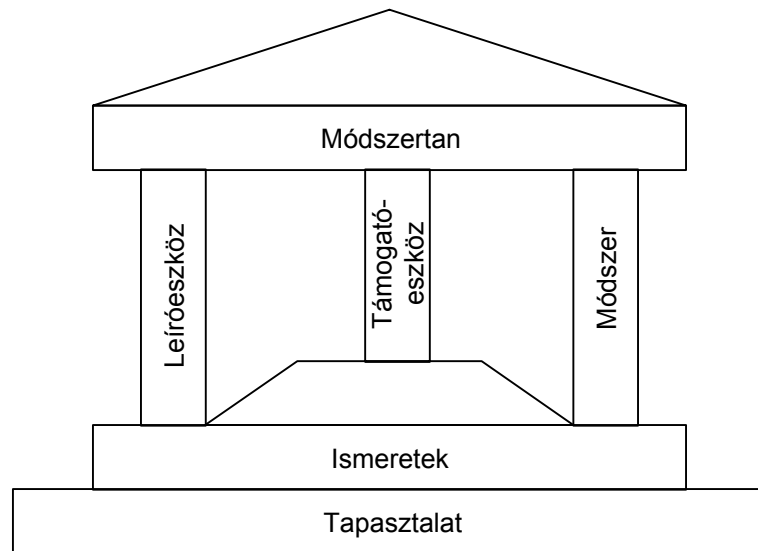 Módszertan
Leíróeszköz
Támogató-
eszköz
Módszer
Ismeretek
Tapasztalat